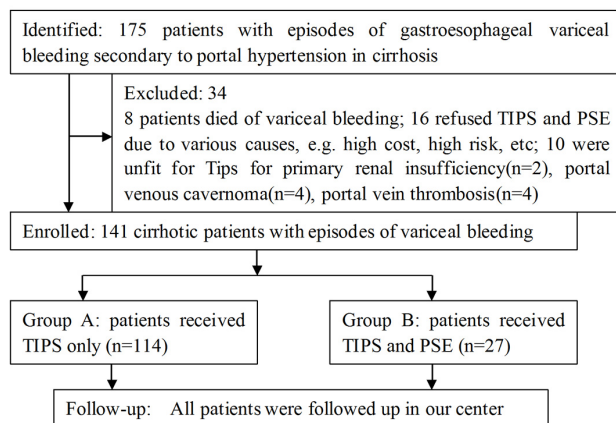 Identified: 175 patients with episodes of gastroesophageal variceal
bleeding secondary to portal hypertension in cirrhosis
Excluded: 34
8 patients died of variceal bleeding; 16 refused TIPS and PSE
due to various causes, e.g. high cost, high risk, etc; 10 were
unfit for Tips for primary renal insufficiency(n=2), portal
venous cavernoma(n=4), portal vein thrombosis(n=4)
Enrolled: 141 cirrhotic patients with episodes of variceal bleeding
Group A: patients received
TIPS only (n=114)
Group B: patients received
TIPS and PSE (n=27)
Follow-up: All patients were followed up in our center